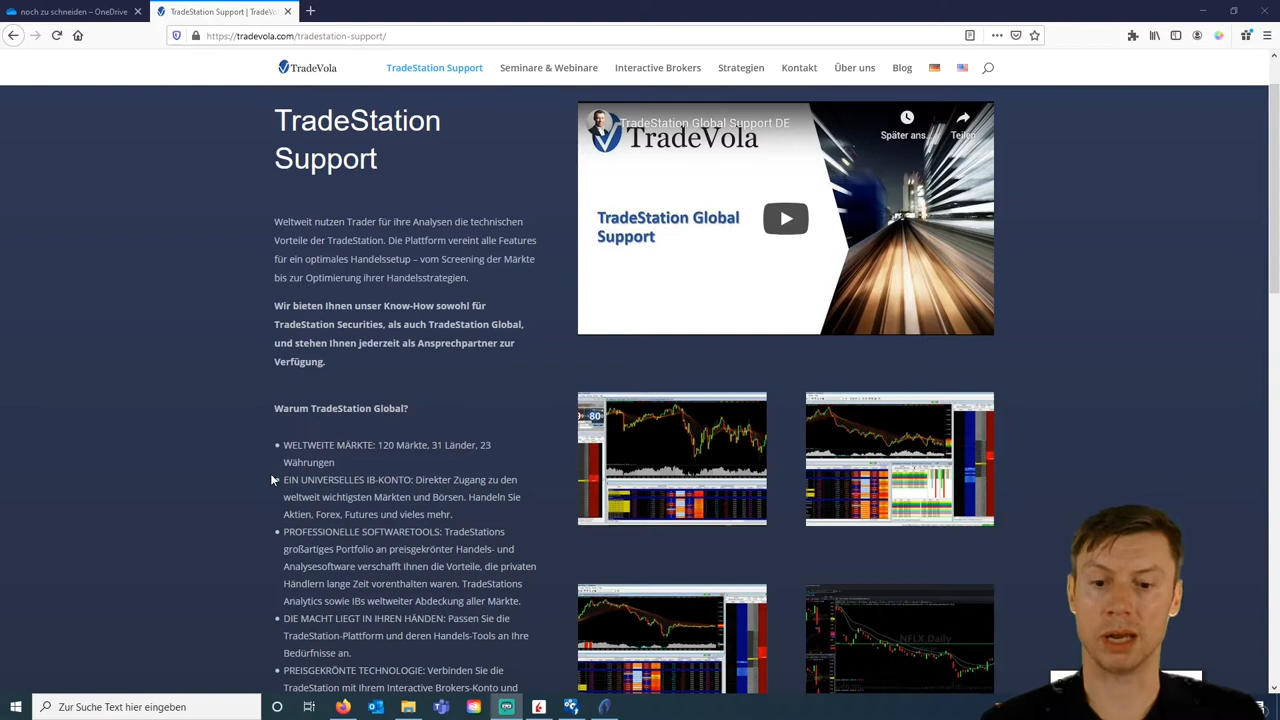 noch zu schneiden – OneDrive
TradeStation Support | TradeVol
https://tradevola.com/tradestation-support/
TradeVola
TradeStation Support
Seminare & Webinare
Interactive Brokers
Strategien
Kontakt
Über uns
Blog
TradeStation
Support
Weltweit nutzen Trader für ihre Analysen die technischen
Vorteile der TradeStation. Die Plattform vereint alle Features
für ein optimales Handelssetup – vom Screening der Märkte
bis zur Optimierung ihrer Handelsstrategien.
Wir bieten Ihnen unser Know-How sowohl für
TradeStation Securities, als auch TradeStation Global,
und stehen Ihnen jederzeit als Ansprechpartner zur
Verfügung.
Warum TradeStation Global?
WELTWEITE MÄRKTE: 120 Märkte, 31 Länder, 23
Währungen
EIN UNIVERSELLES IB-KONTO: Direkter Zugang zu den
weltweit wichtigsten Märkten und Börsen. Handeln Sie
Aktien, Forex, Futures und vieles mehr.
PROFESSIONELLE SOFTWARETOOLS: TradeStations
großartiges Portfolio an preisgekrönter Handels- und
Analysesoftware verschafft Ihnen die Vorteile, die privaten
Händlern lange Zeit vorenthalten waren. TradeStations
Analytics sowie IBs weltweiter Abdeckung aller Märkte.
DIE MACHT LIEGT IN IHREN HÄNDEN: Passen Sie die
TradeStation-Plattform und deren Handels-Tools an Ihre
Bedürfnisse an.
PREISGEKRÖNTE TECHNOLOGIE: Verbinden Sie die
TradeStation mit Ihrem Interactive Brokers-Konto und
TradeStation Global Support DE
Später ans...
Teilen
TradeVola
TradeStation Global
Support
80
NFLX Daily
Zur Suche Text hier eingeben